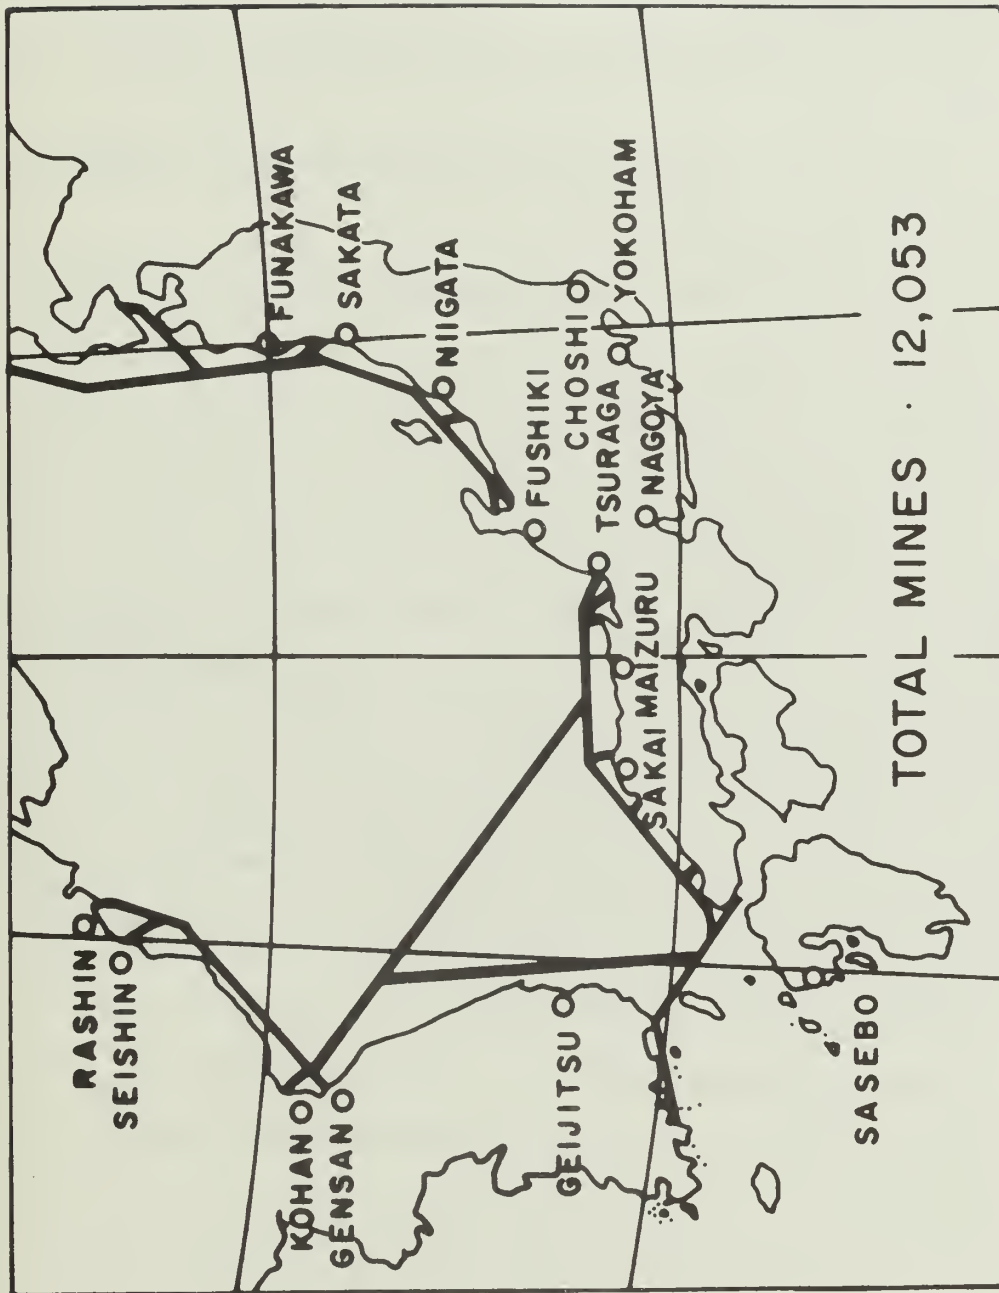 RASHIN
SEISHINO
KOHAN
GENSAN
GEIJITSU
SASEBO
SAKAI
MAIZURU
TSURAGA
FUSHIKI
NAGOYA
CHOSHI
YOKOHAM
NIIGATA
SAKATA
FUNAKAWA
TOTAL MINES · 12,053